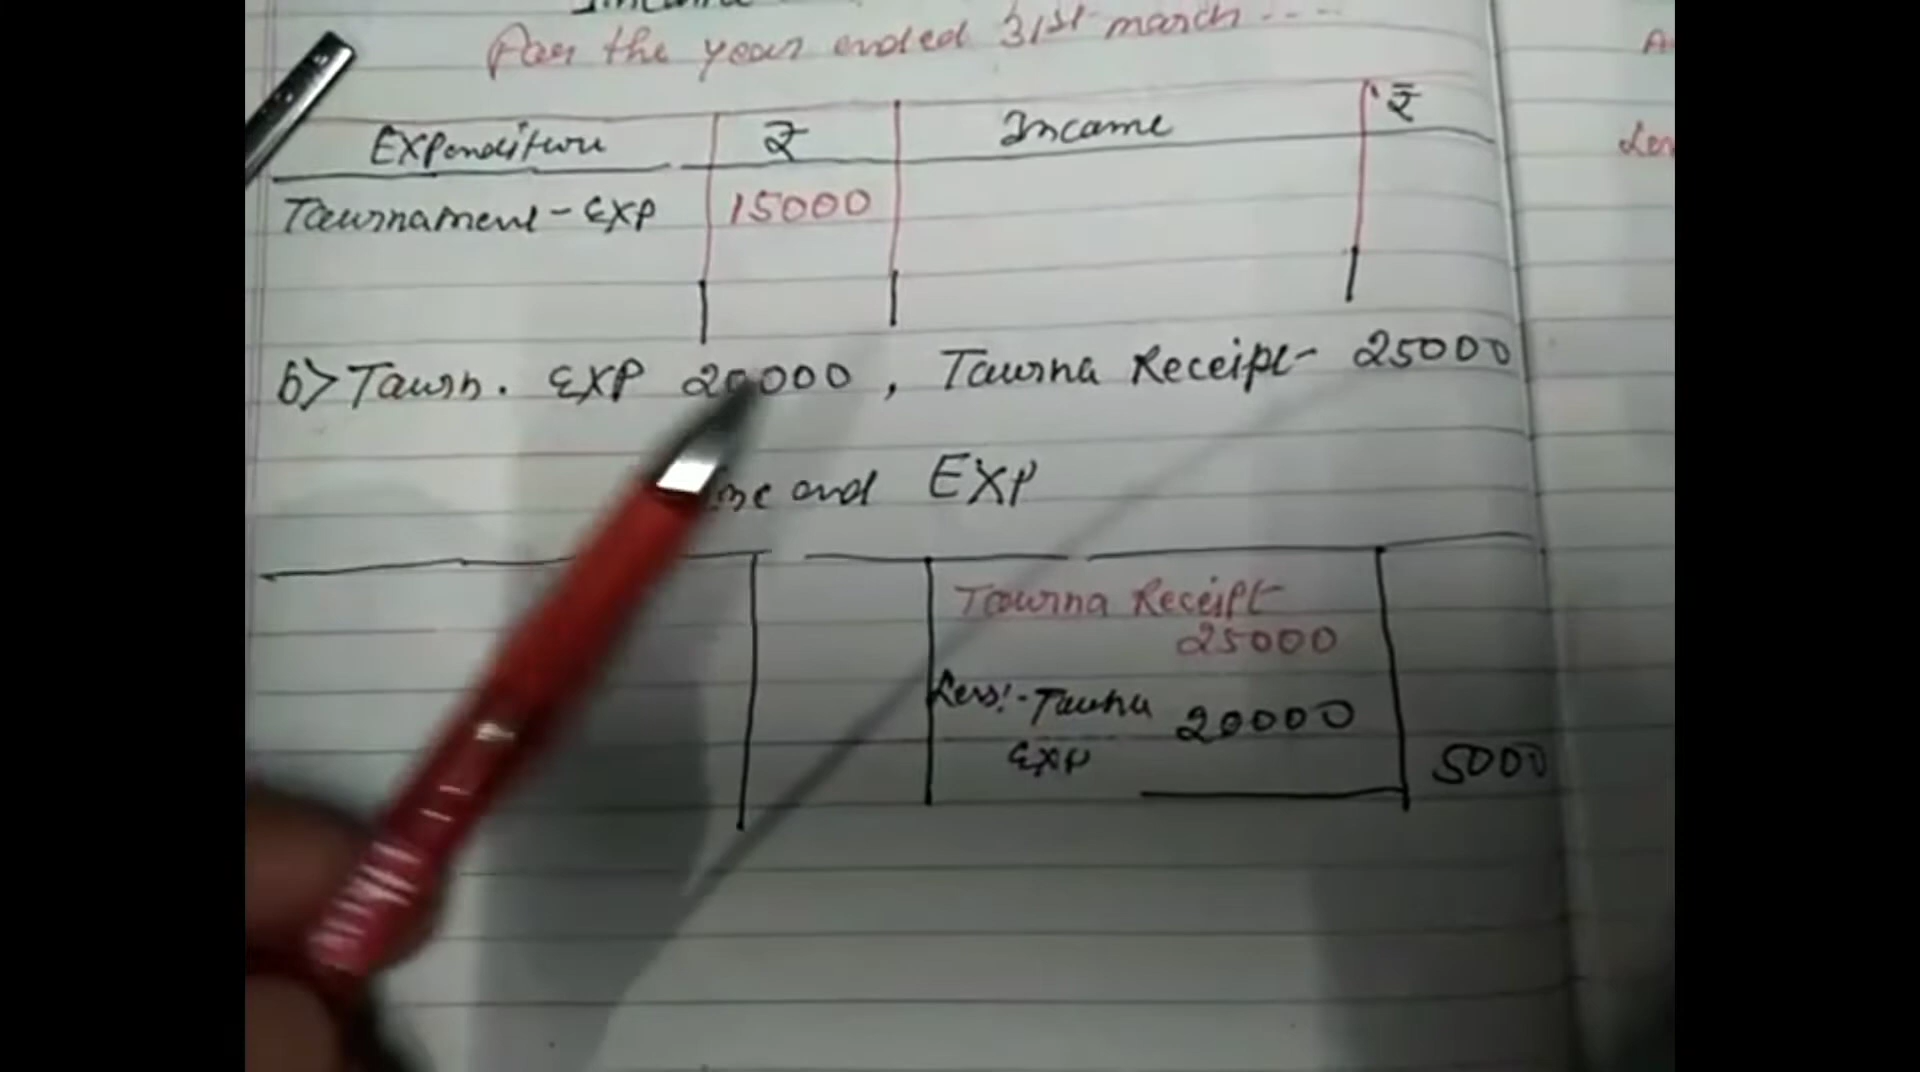 For the year ended 31st march ....
Expenditure ₹ Income ₹
Tournament - Exp 15000
b> Tourn. Exp 20000, Tourna Receipt - 25000
and EXP
Tourna Receipt
25000
Less:- Tourna 20000
Exp 5000